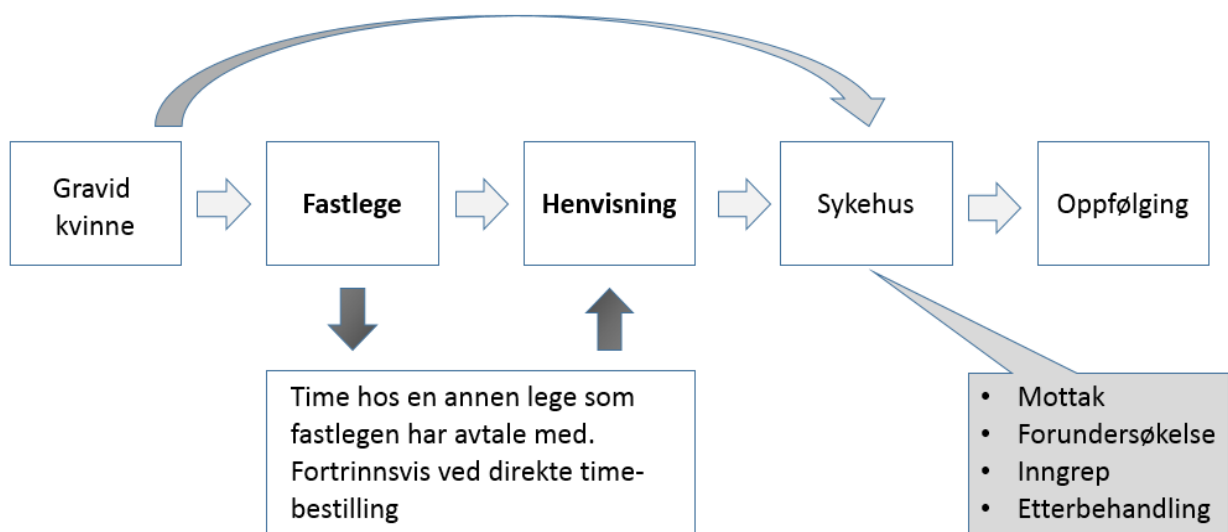 Gravid
kvinne
Fastlege
Henvisning
Sykehus
Oppfølging
Time hos en annen lege som
fastlegen har avtale med.
Fortrinnsvis ved direkte time-
bestilling
• Mottak
• Forundersøkelse
• Inngrep
• Etterbehandling